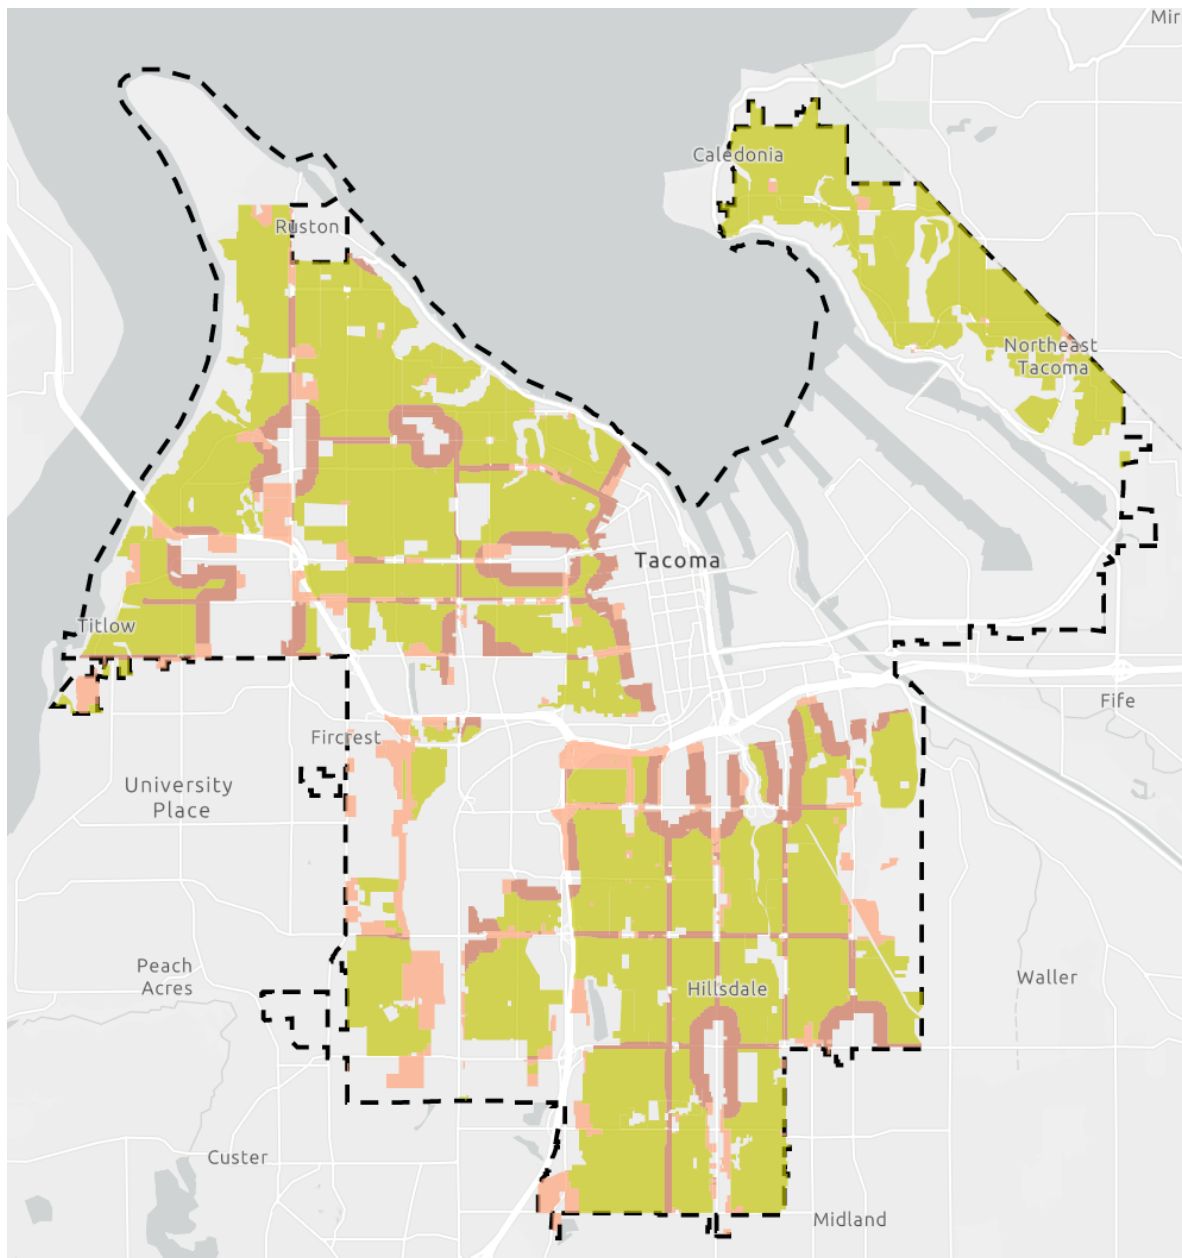 Mir
Caledonia
Ruston
Northeast
Tacoma
Tacoma
Titlow
Fife
Fircrest
University
Place
Peach
Acres
Waller
Hillsdale
Custer
Midland